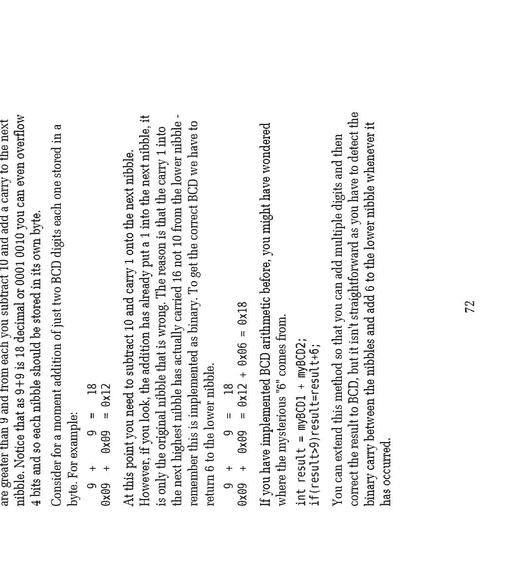 are greater than 9 and from each you subtract 10 and add a carry to the next
nibble. Notice that as 9+9 is 18 decimal or 0001 0010 you can even overflow
4 bits and so each nibble should be stored in its own byte.
Consider for a moment addition of just two BCD digits each one stored in a
byte. For example:
9 + 9 = 18
0x09 + 0x09 = 0x12
At this point you need to subtract 10 and carry 1 onto the next nibble.
However, if you look, the addition has already put a 1 into the next nibble, it
is only the original nibble that is wrong. The reason is that the carry 1 into
the next highest nibble has actually carried 16 not 10 from the lower nibble -
remember this is implemented as binary. To get the correct BCD we have to
return 6 to the lower nibble.
9 + 9 = 18
0x09 + 0x09 = 0x12 + 0x06 = 0x18
If you have implemented BCD arithmetic before, you might have wondered
where the mysterious "6" comes from.
int result = myBCD1 + myBCD2;
if(result>9)result=result+6;
You can extend this method so that you can add multiple digits and then
correct the result to BCD, but it isn't straightforward as you have to detect the
binary carry between the nibbles and add 6 to the lower nibble whenever it
has occurred.
72